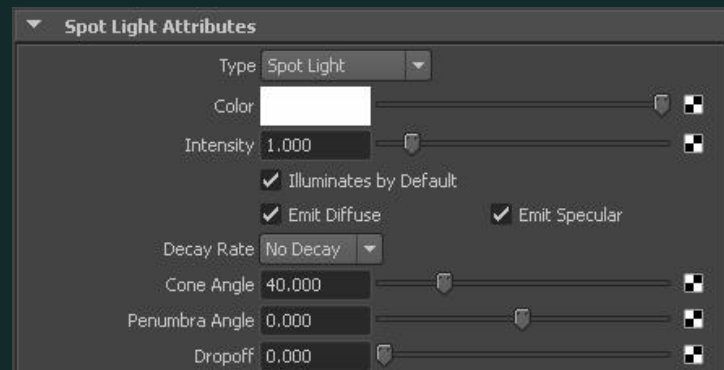 Spot Light Attributes
Type Spot Light
Color
Intensity 1.000
Illuminates by Default
Emit Diffuse Emit Specular
Decay Rate No Decay
Cone Angle 40.000
Penumbra Angle 0.000
Dropoff 0.000